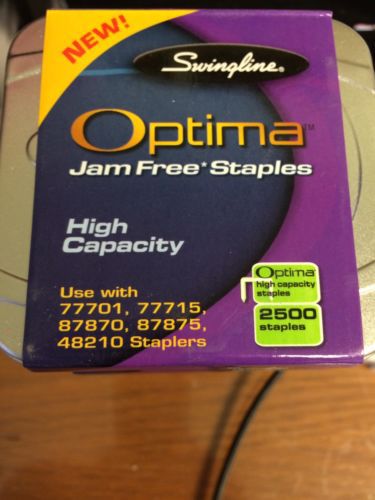 NEW!
Swingline®
Optima™
Jam Free* Staples
High
Capacity
Use with
77701, 77715,
87870, 87875,
48210 Staplers
Optima™
high capacity
staples
2500
staples